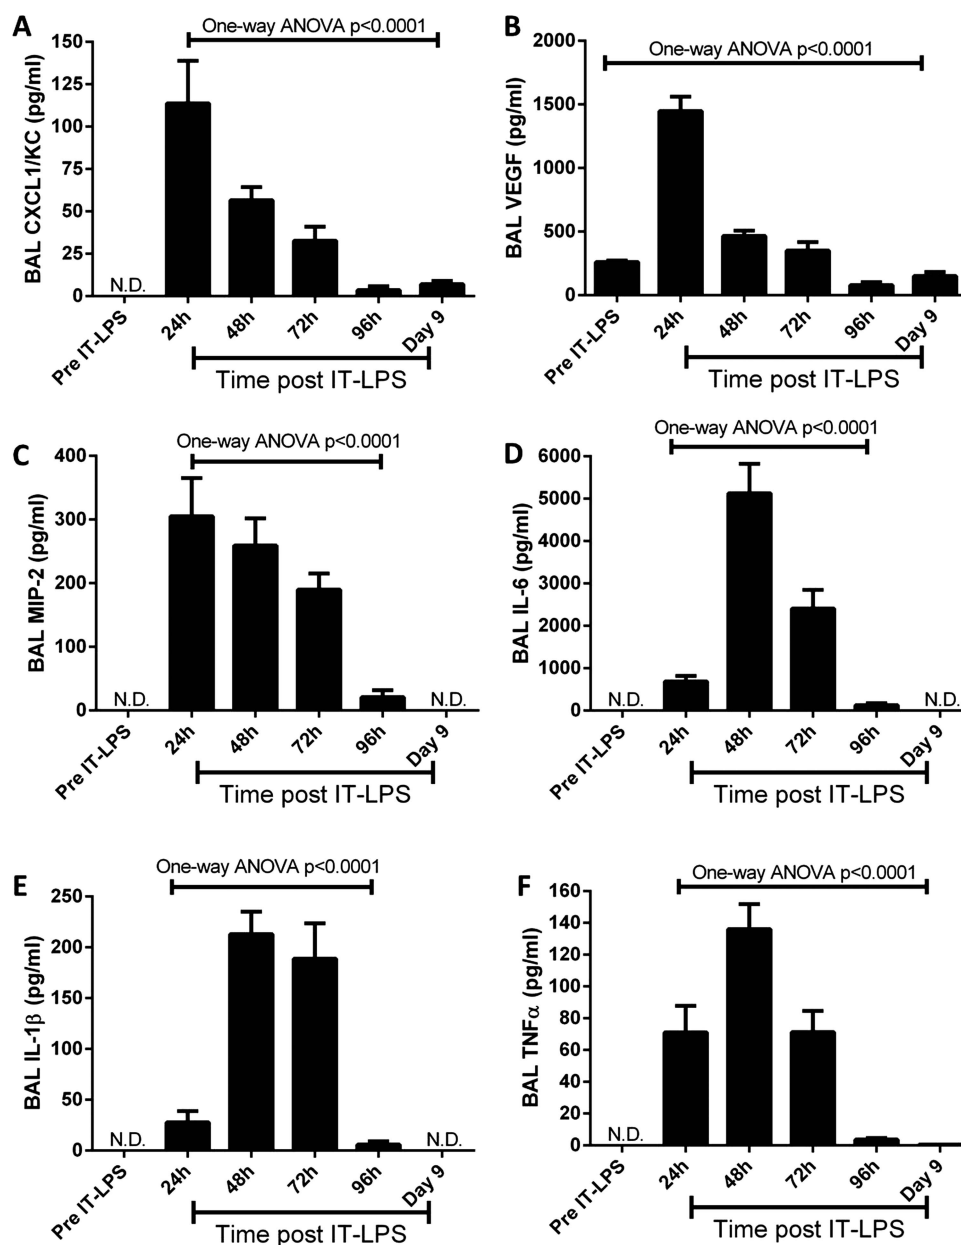 A
One-way ANOVA p<0.0001
BAL CXCL1/KC (pg/ml)
150
125
100
75
50
25
0
N.D.
Pre IT-LPS
24h
48h
72h
96h
Day 9
Time post IT-LPS
B
One-way ANOVA p<0.0001
BAL VEGF (pg/ml)
2000
1500
1000
500
0
Pre IT-LPS
24h
48h
72h
96h
Day 9
Time post IT-LPS
C
One-way ANOVA p<0.0001
BAL MIP-2 (pg/ml)
400
300
200
100
0
N.D.
N.D.
Pre IT-LPS
24h
48h
72h
96h
Day 9
Time post IT-LPS
D
One-way ANOVA p<0.0001
BAL IL-6 (pg/ml)
6000
5000
4000
3000
2000
1000
0
N.D.
N.D.
Pre IT-LPS
24h
48h
72h
96h
Day 9
Time post IT-LPS
E
One-way ANOVA p<0.0001
BAL IL-1β (pg/ml)
250
200
150
100
50
0
N.D.
N.D.
Pre IT-LPS
24h
48h
72h
96h
Day 9
Time post IT-LPS
F
One-way ANOVA p<0.0001
BAL TNFα (pg/ml)
160
140
120
100
80
60
40
20
0
N.D.
Pre IT-LPS
24h
48h
72h
96h
Day 9
Time post IT-LPS